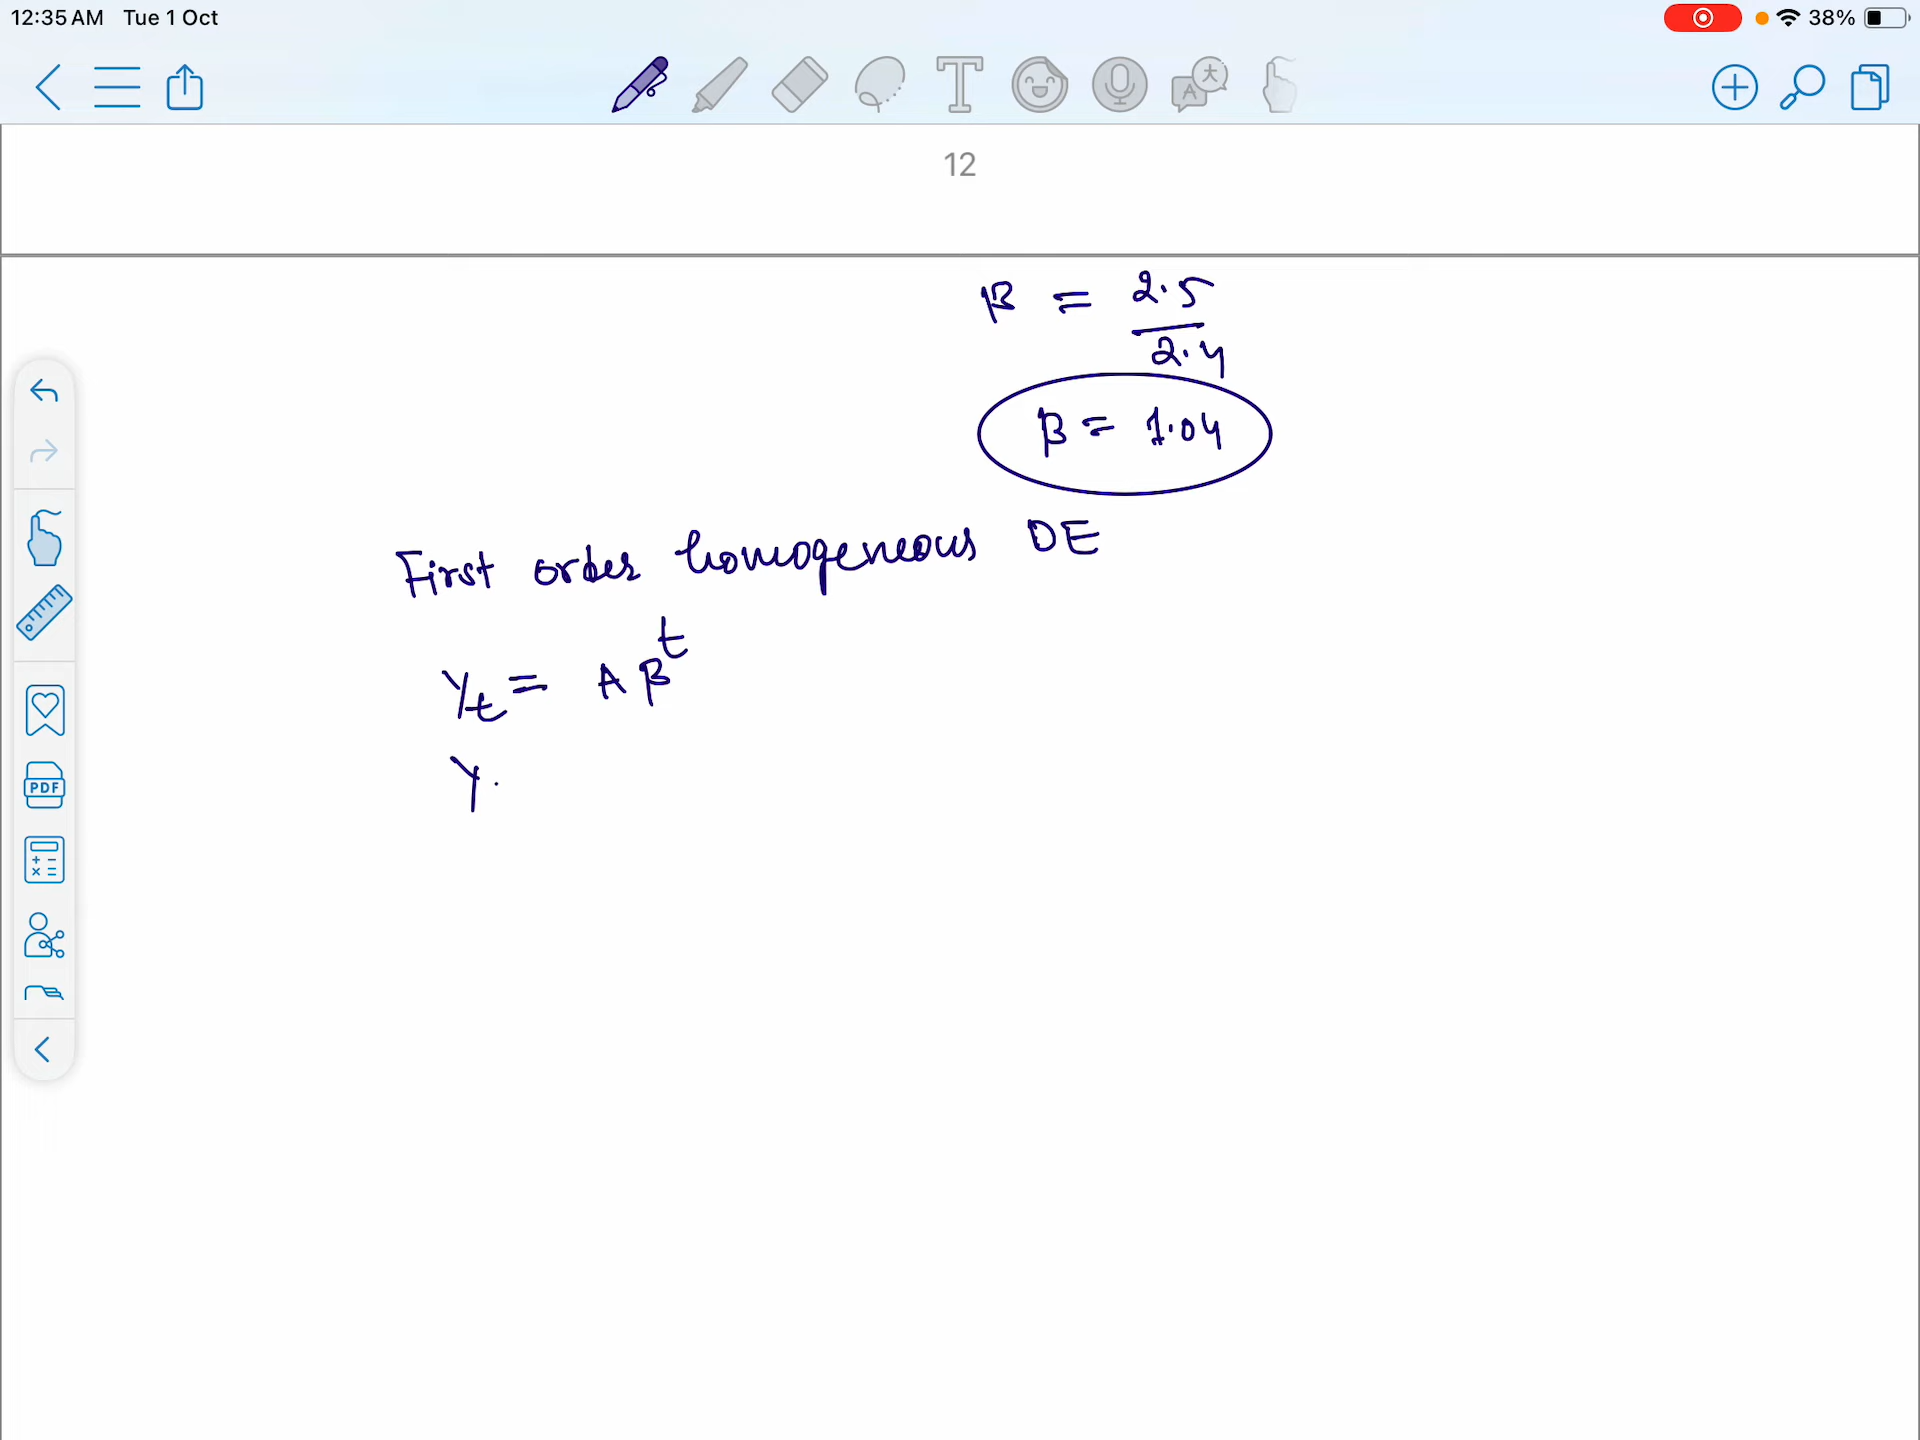 12:35 AM Tue 1 Oct 38%
12
β = 2.5
2.4
β = 1.04
First order homogeneous DE
Yt = A β^t
Y.
PDF